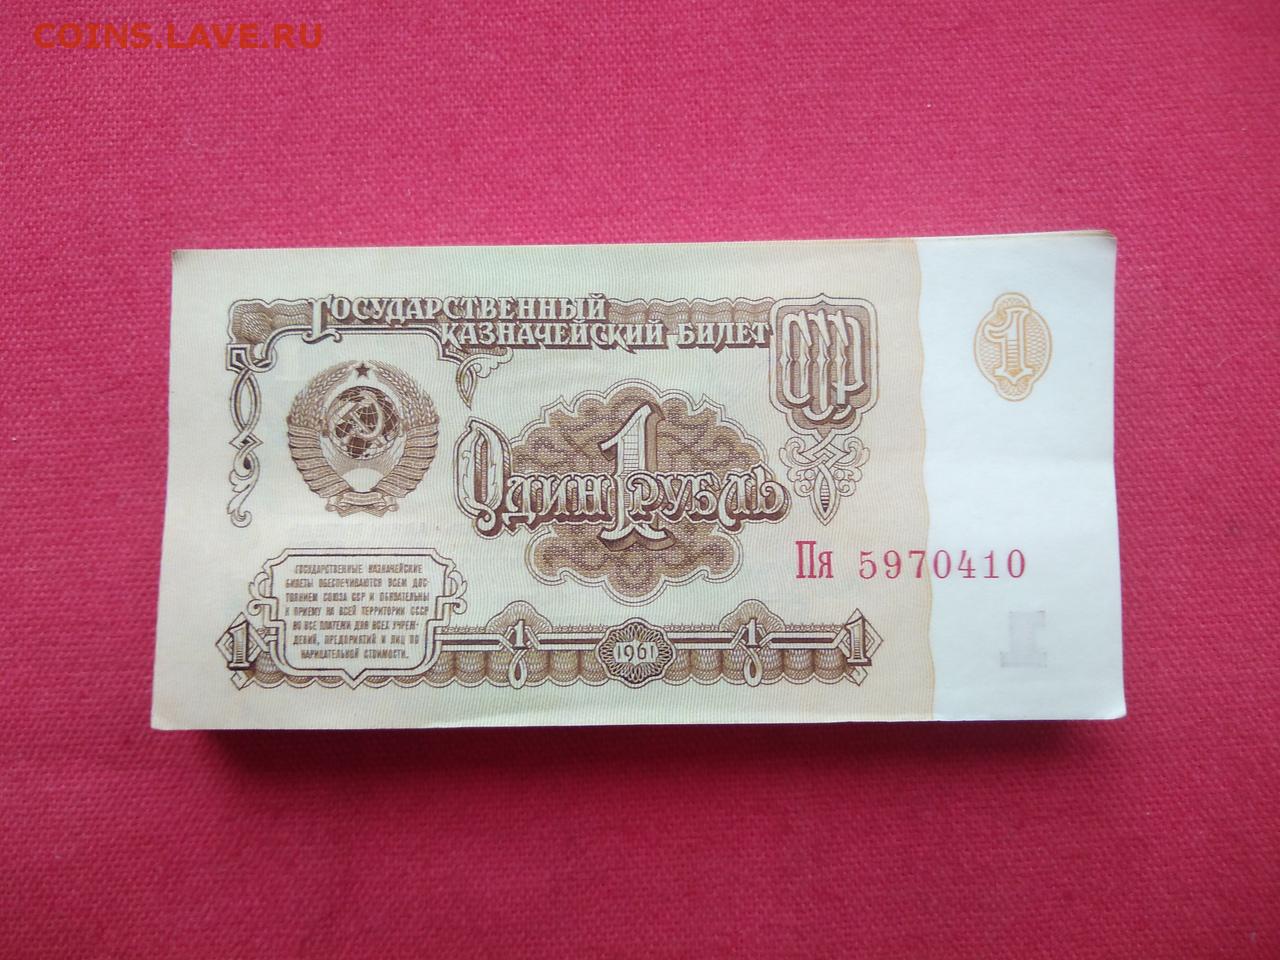 COINS.LAVE.RU
ГОСУДАРСТВЕННЫЙ
КАЗНАЧЕЙСКИЙ БИЛЕТ
СССР
1
1
ОДИН РУБЛЬ
Пя 5970410
ГОСУДАРСТВЕННЫЕ КАЗНАЧЕЙСКИЕ
БИЛЕТЫ ОБЕСПЕЧИВАЮТСЯ ВСЕМ ДОС-
ТОЯНИЕМ СОЮЗА ССР И ОБЯЗАТЕЛЬНЫ
К ПРИЕМУ НА ВСЕЙ ТЕРРИТОРИИ СССР
ВО ВСЕ ПЛАТЕЖИ ДЛЯ ВСЕХ УЧРЕЖ-
ДЕНИЙ, ПРЕДПРИЯТИЙ И ЛИЦ ПО
НАРИЦАТЕЛЬНОЙ СТОИМОСТИ.
1 1 1961 1 1